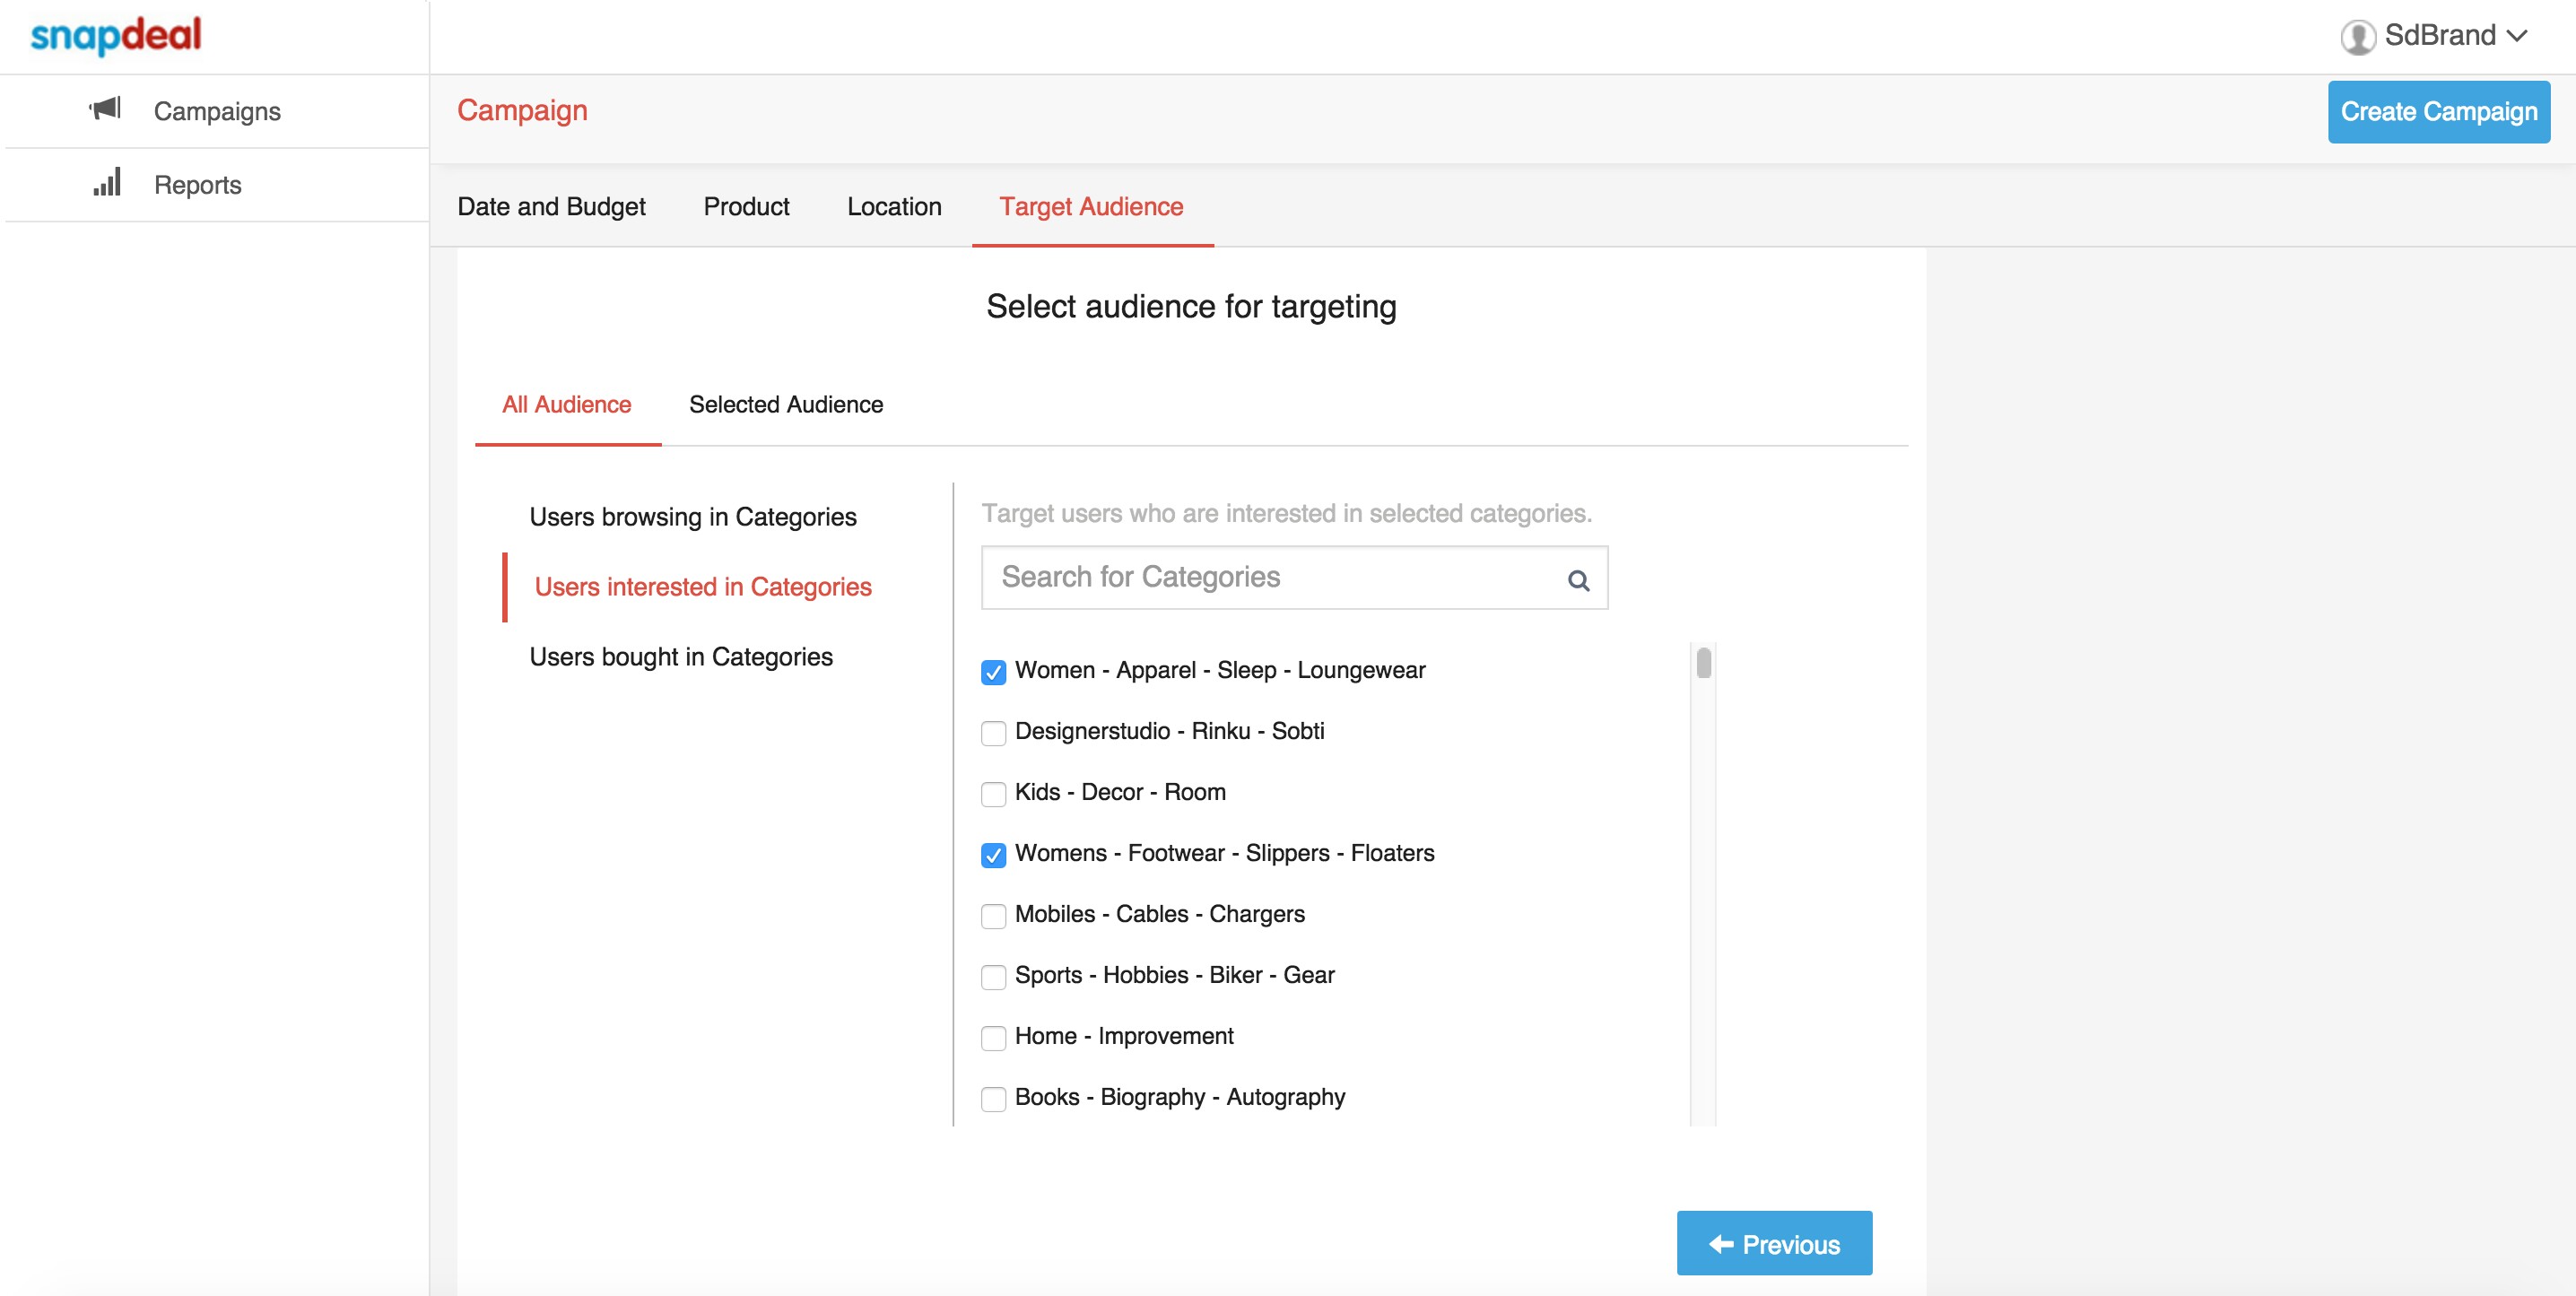 snapdeal
SdBrand
Campaigns
Reports
Campaign
Create Campaign
Date and Budget
Product
Location
Target Audience
Select audience for targeting
All Audience
Selected Audience
Users browsing in Categories
Users interested in Categories
Users bought in Categories
Target users who are interested in selected categories.
Search for Categories
Women - Apparel - Sleep - Loungewear
Designerstudio - Rinku - Sobti
Kids - Decor - Room
Womens - Footwear - Slippers - Floaters
Mobiles - Cables - Chargers
Sports - Hobbies - Biker - Gear
Home - Improvement
Books - Biography - Autography
Previous